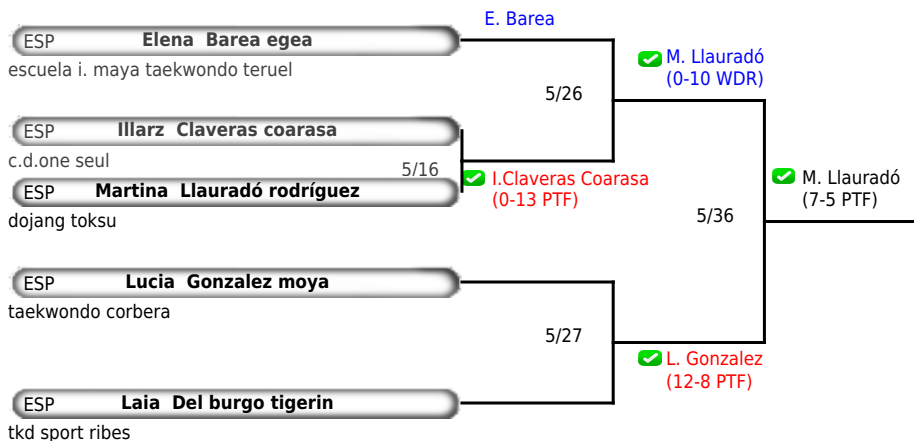 E. Barea
ESP Elena Barea egea
escuela i. maya taekwondo teruel
M. Llauradó
(0-10 WDR)
5/26
ESP Illarz Claveras coarasa
c.d.one seul
5/16
I.Claveras Coarasa
(0-13 PTF)
ESP Martina Llauradó rodríguez
dojang toksu
M. Llauradó
(7-5 PTF)
5/36
ESP Lucia Gonzalez moya
taekwondo corbera
5/27
L. Gonzalez
(12-8 PTF)
ESP Laia Del burgo tigerin
tkd sport ribes